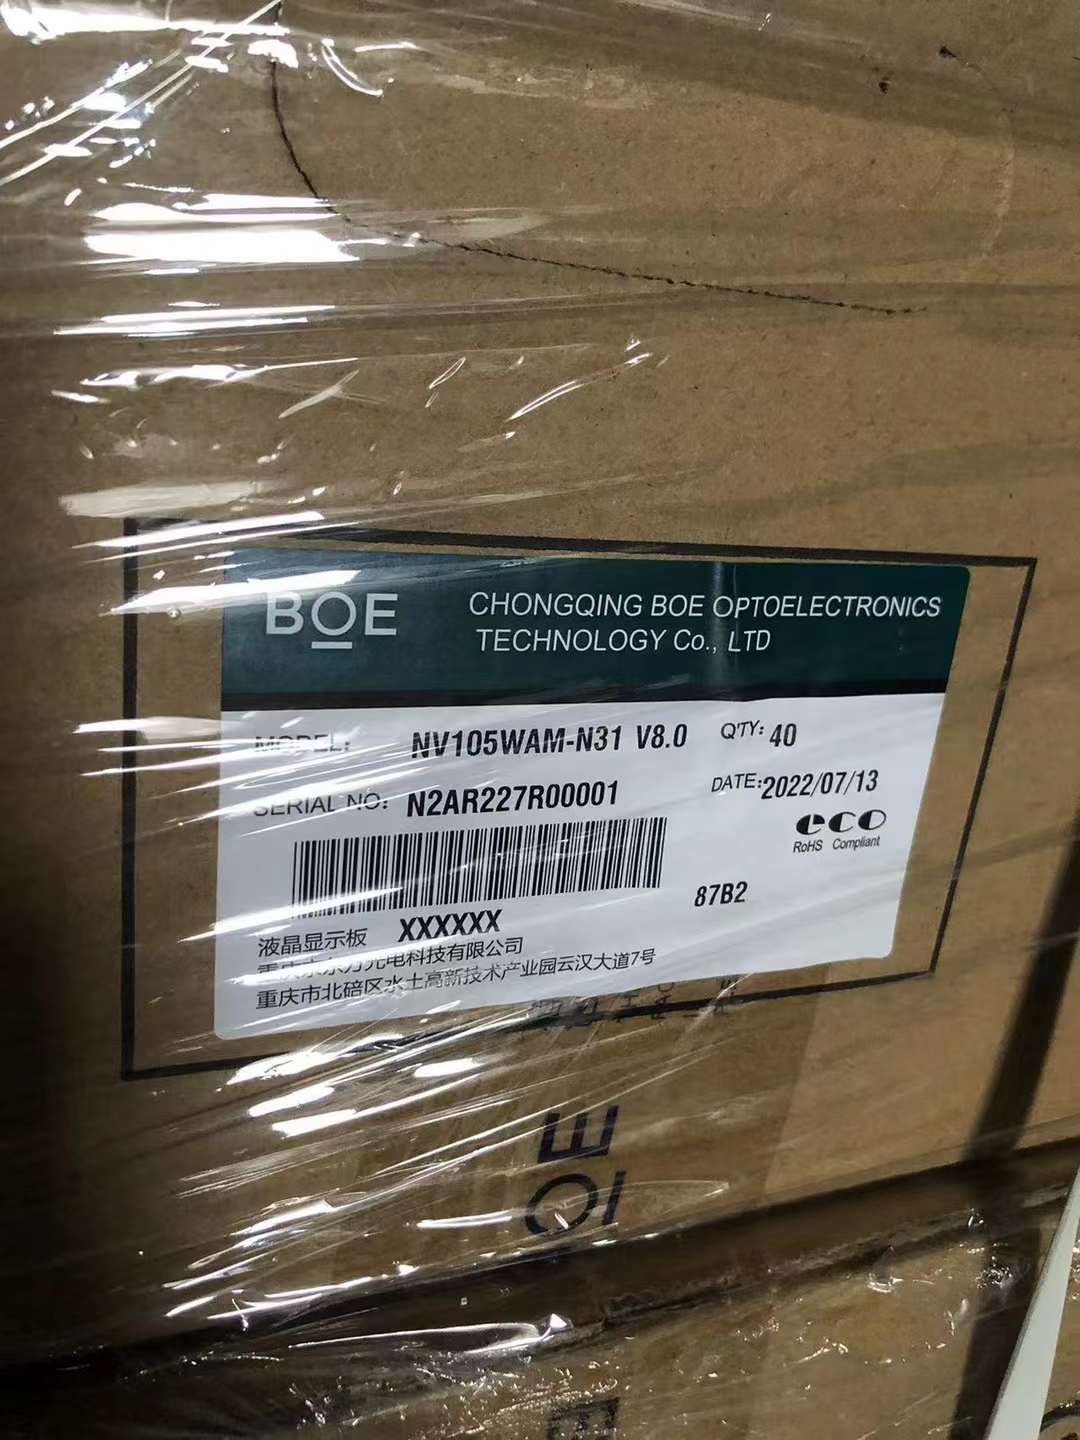 BOE
CHONGQING BOE OPTOELECTRONICS
TECHNOLOGY Co., LTD
MODEL: NV105WAM-N31 V8.0 Q'TY: 40
SERIAL NO: N2AR227R00001 DATE: 2022/07/13
eco
RoHS Compliant
87B2
XXXXXX
液晶显示板
重庆京东方光电科技有限公司
重庆市北碚区水土高新技术产业园云汉大道7号
OE